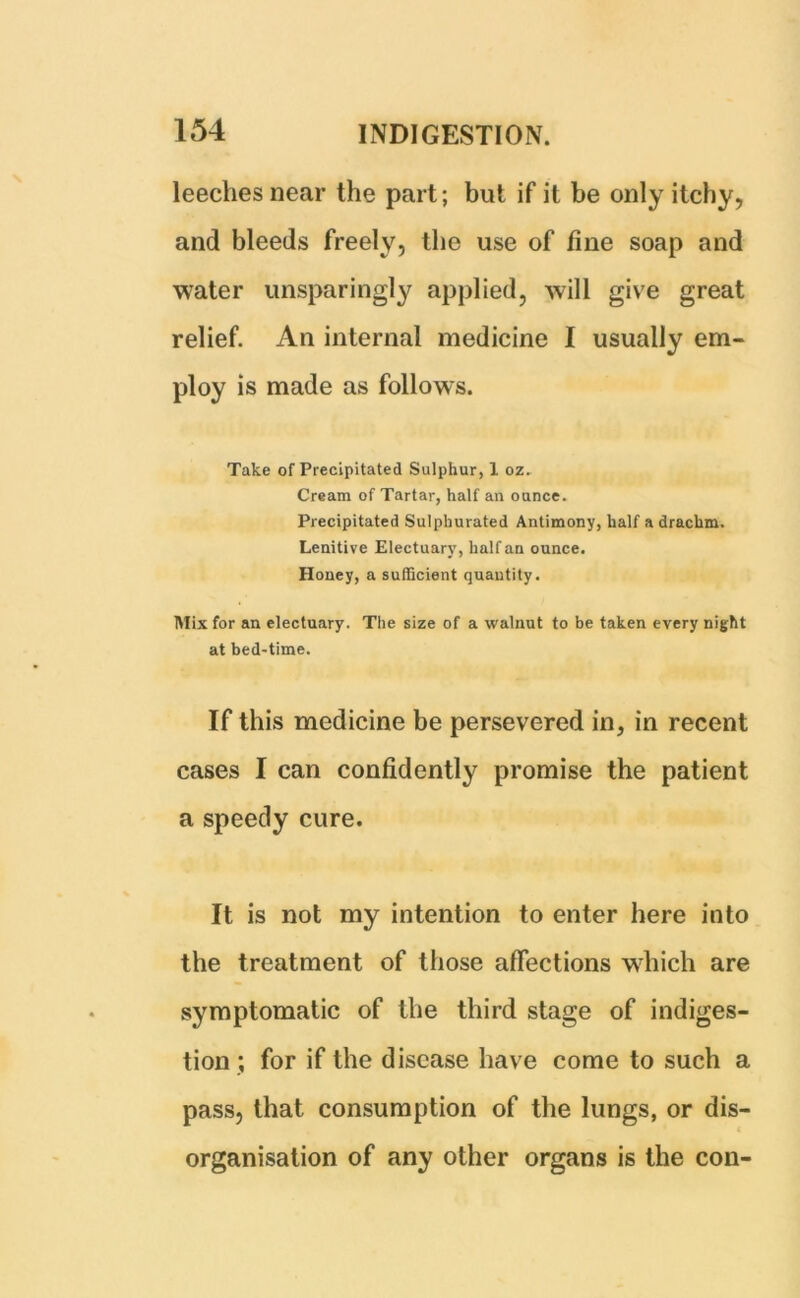 154 INDIGESTION.
leeches near the part; but if it be only itchy,
and bleeds freely, the use of fine soap and
water unsparingly applied, will give great
relief. An internal medicine I usually em-
ploy is made as follows.
Take of Precipitated Sulphur, 1 oz.
Cream of Tartar, half an ounce.
Precipitated Sulphurated Antimony, half a drachm.
Lenitive Electuary, half an ounce.
Honey, a sufficient quantity.
Mix for an electuary. The size of a walnut to be taken every night
at bed-time.
If this medicine be persevered in, in recent
cases I can confidently promise the patient
a speedy cure.
It is not my intention to enter here into
the treatment of those affections which are
symptomatic of the third stage of indiges-
tion; for if the disease have come to such a
pass, that consumption of the lungs, or dis-
organisation of any other organs is the con-